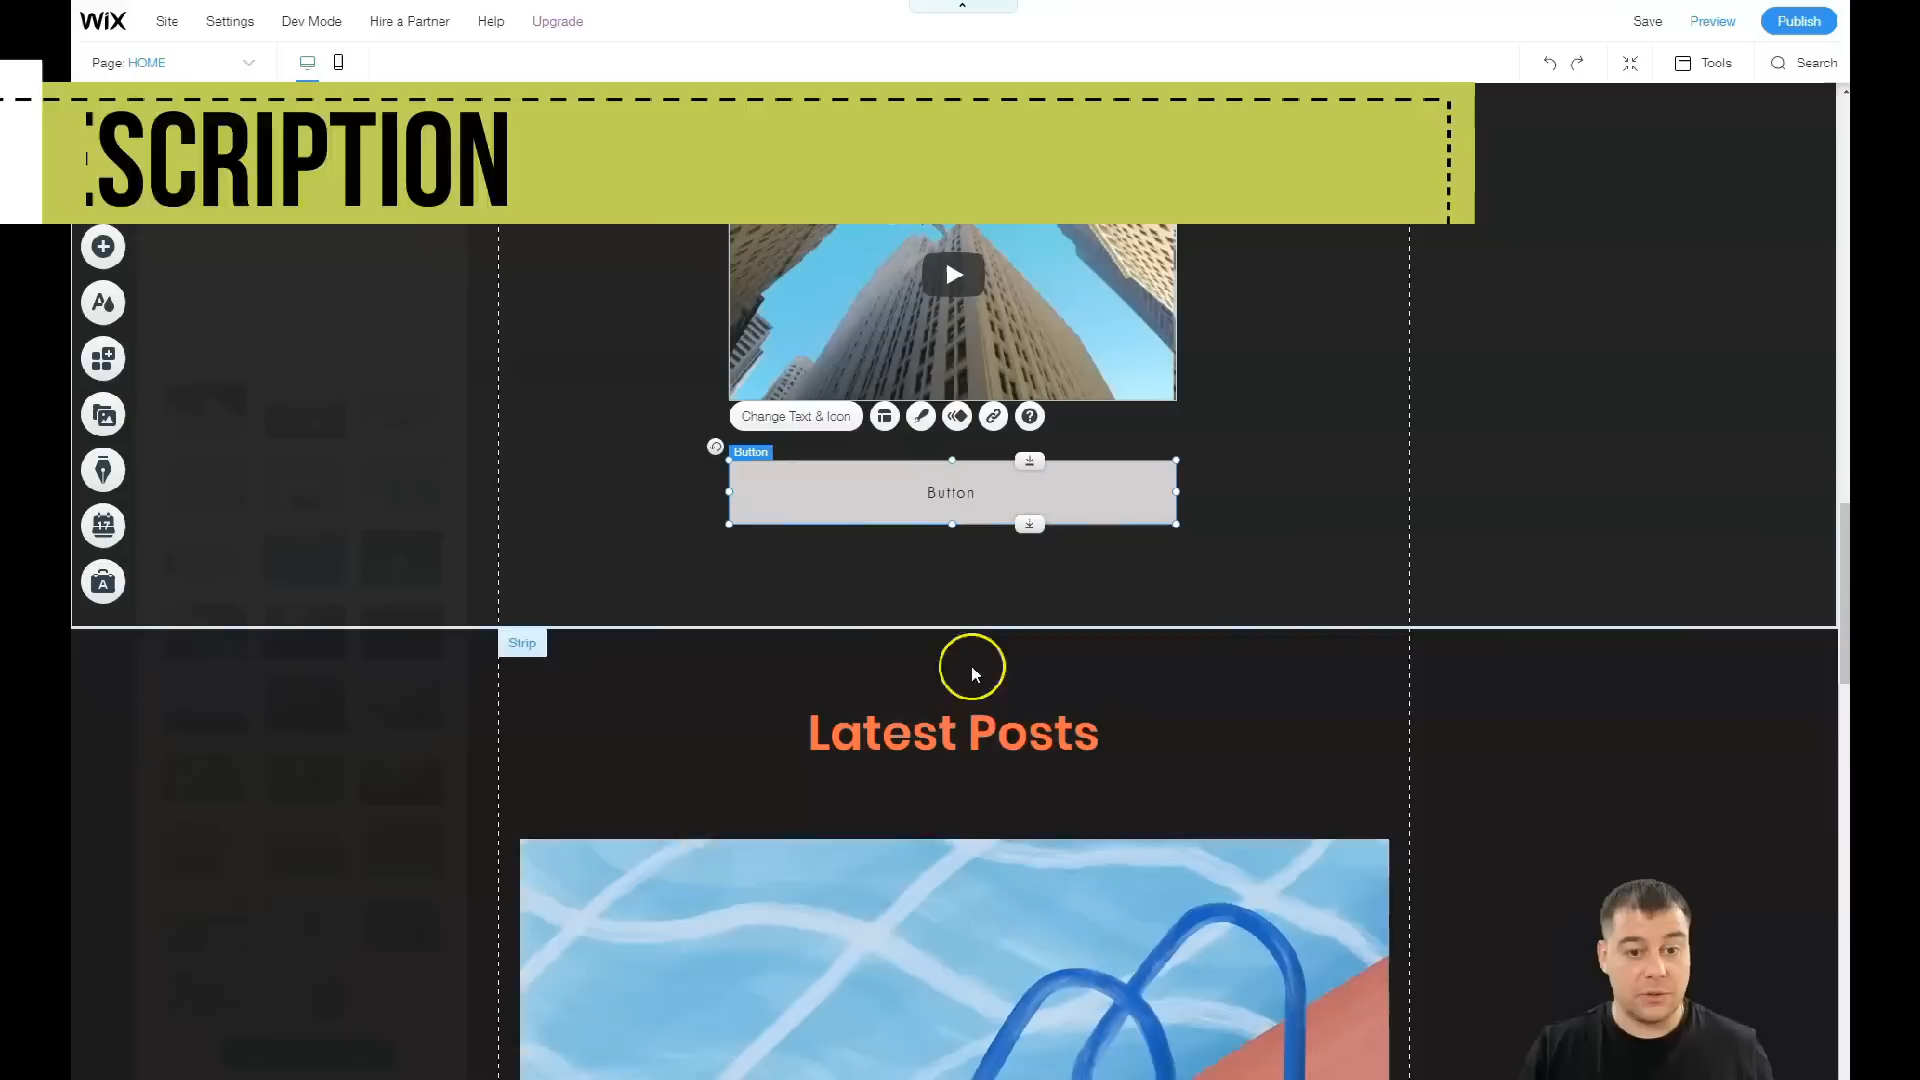 WiX Site Settings Dev Mode Hire a Partner Help Upgrade Save Preview Publish
Page: HOME Tools Search
ESCRIPTION
Change Text & Icon
Button
Button
Strip
Latest Posts